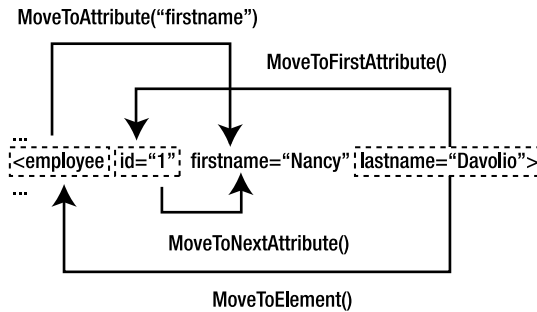 MoveToAttribute(“firstname”)
MoveToFirstAttribute()
...
<employee id=“1” firstname=“Nancy” lastname=“Davolio”>
...
MoveToNextAttribute()
MoveToElement()